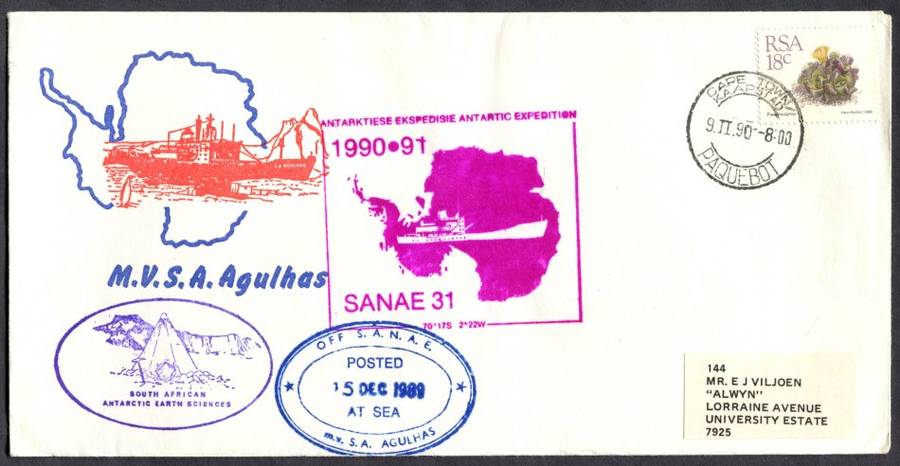 RSA
18c
CAPE TOWN/
KAAPSTAD
9.II.90-8-00
PAQUEBOT
ANTARKTIESE EKSPEDISIE ANTARTIC EXPEDITION
1990•91
SANAE 31
70°17S 2°22W
S.A. AGULHAS
M.V.S.A. Agulhas
SOUTH AFRICAN
ANTARCTIC EARTH SCIENCES
OFF S.A.N.A.E.
POSTED
15 DEC 1989
AT SEA
m.v. S.A. AGULHAS
144
MR. E J VILJOEN
"ALWYN"
LORRAINE AVENUE
UNIVERSITY ESTATE
7925